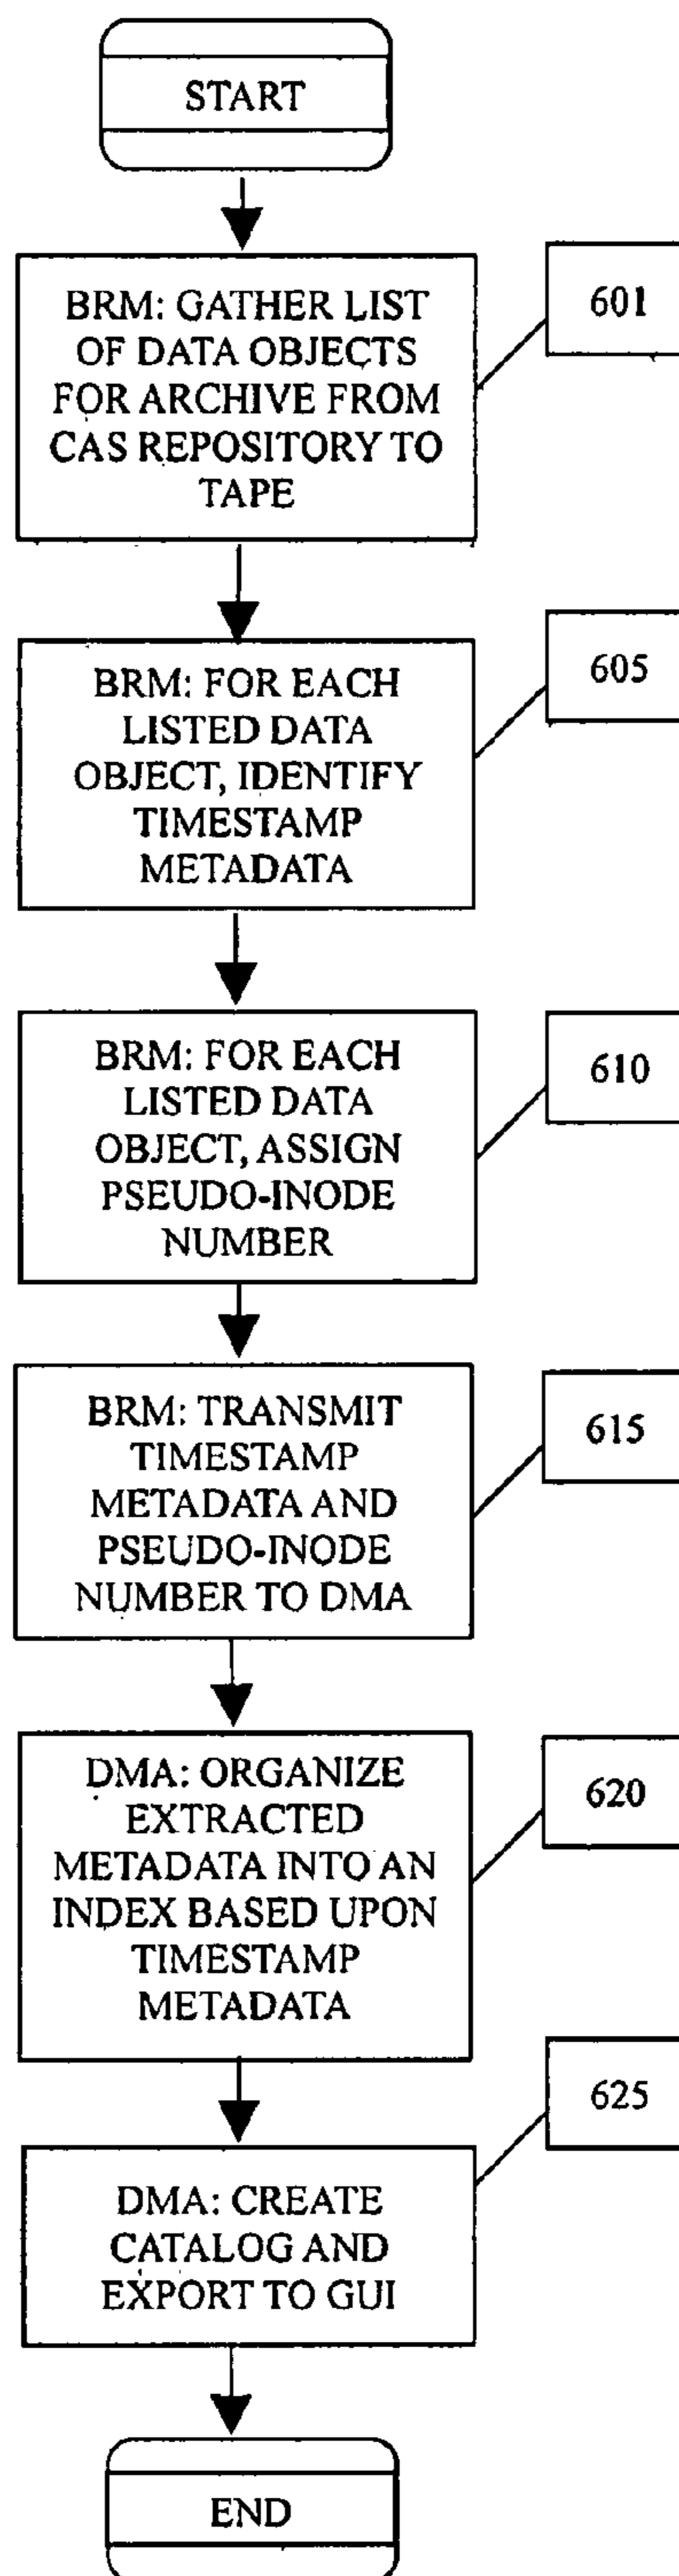 START
BRM: GATHER LIST
OF DATA OBJECTS
FOR ARCHIVE FROM
CAS REPOSITORY TO
TAPE
601
BRM: FOR EACH
LISTED DATA
OBJECT, IDENTIFY
TIMESTAMP
METADATA
605
BRM: FOR EACH
LISTED DATA
OBJECT, ASSIGN
PSEUDO-INODE
NUMBER
610
BRM: TRANSMIT
TIMESTAMP
METADATA AND
PSEUDO-INODE
NUMBER TO DMA
615
DMA: ORGANIZE
EXTRACTED
METADATA INTO AN
INDEX BASED UPON
TIMESTAMP
METADATA
620
DMA: CREATE
CATALOG AND
EXPORT TO GUI
625
END